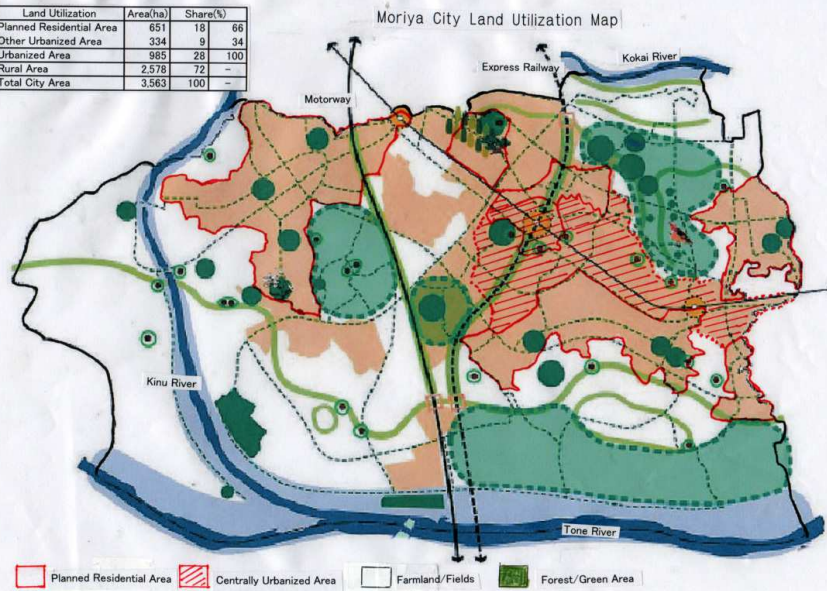 Moriya City Land Utilization Map
Land Utilization Area(ha) Share(%)
Planned Residential Area 651 18 66
Other Urbanized Area 334 9 34
Urbanized Area 985 28 100
Rural Area 2,578 72 -
Total City Area 3,563 100 -
Kokai River
Express Railway
Motorway
Kinu River
Tone River
Planned Residential Area
Centrally Urbanized Area
Farmland/Fields
Forest/Green Area